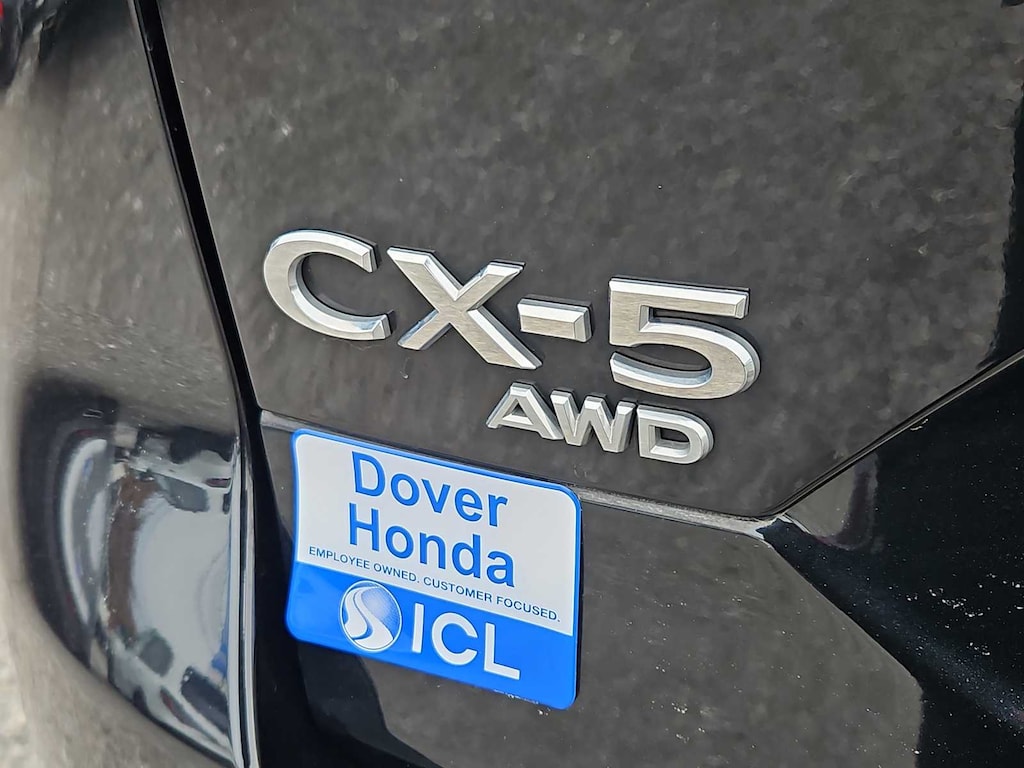 CX-5
AWD
Dover
Honda
EMPLOYEE OWNED. CUSTOMER FOCUSED.
ICL